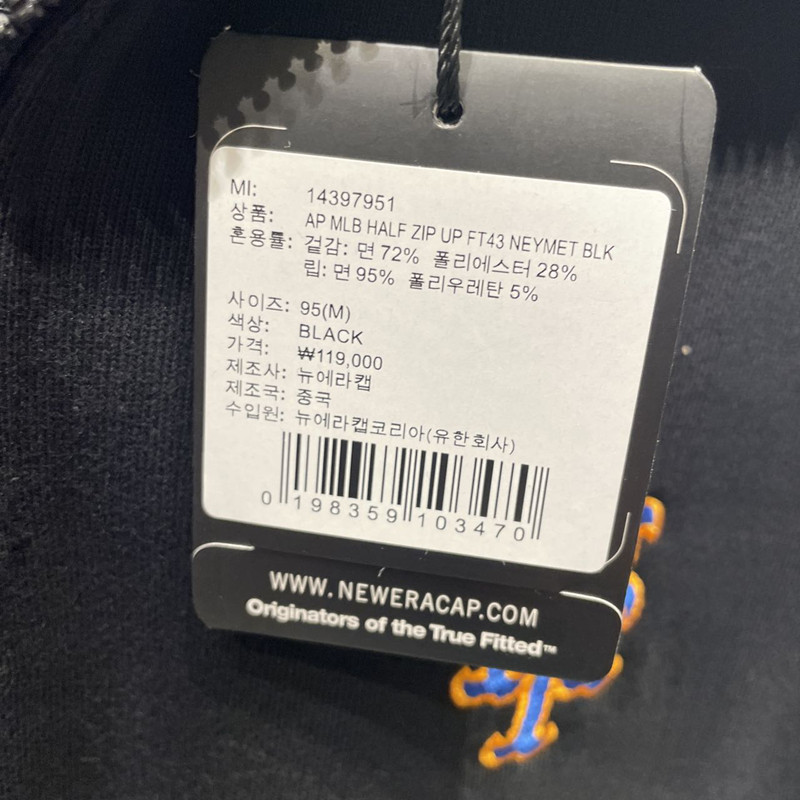 MI: 14397951
상품: AP MLB HALF ZIP UP FT43 NEYMET BLK
혼용률: 겉감: 면 72% 폴리에스터 28%
립: 면 95% 폴리우레탄 5%
사이즈: 95(M)
색상: BLACK
가격: ₩119,000
제조사: 뉴에라캡
제조국: 중국
수입원: 뉴에라캡코리아(유한회사)
0 198359 103470
WWW.NEWERACAP.COM
Originators of the True Fitted™